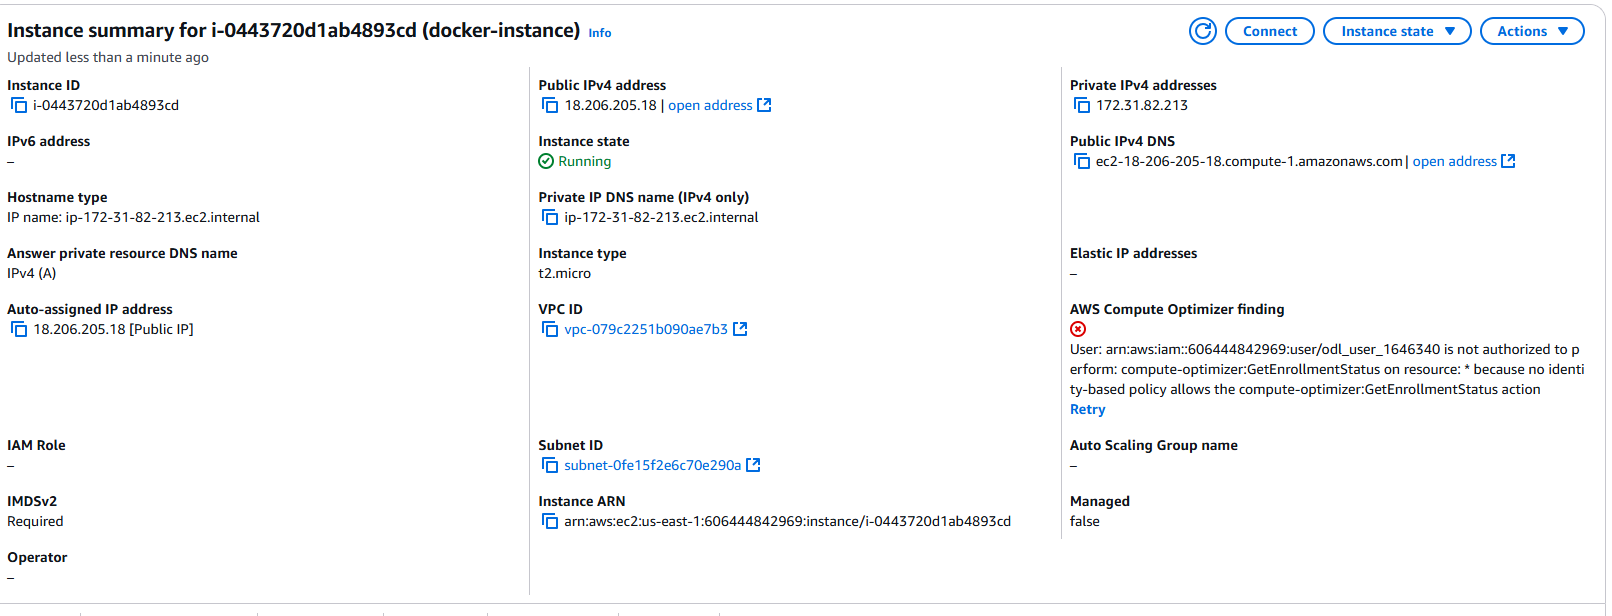 Instance summary for i-0443720d1ab4893cd (docker-instance) Info
Connect
Instance state
Actions
Updated less than a minute ago
Instance ID
i-0443720d1ab4893cd
Public IPv4 address
18.206.205.18 | open address
Private IPv4 addresses
172.31.82.213
IPv6 address
–
Instance state
Running
Public IPv4 DNS
ec2-18-206-205-18.compute-1.amazonaws.com | open address
Hostname type
IP name: ip-172-31-82-213.ec2.internal
Private IP DNS name (IPv4 only)
ip-172-31-82-213.ec2.internal
Answer private resource DNS name
IPv4 (A)
Instance type
t2.micro
Elastic IP addresses
–
Auto-assigned IP address
18.206.205.18 [Public IP]
VPC ID
vpc-079c2251b090ae7b3
AWS Compute Optimizer finding
User: arn:aws:iam::606444842969:user/odl_user_1646340 is not authorized to p
erform: compute-optimizer:GetEnrollmentStatus on resource: * because no identi
ty-based policy allows the compute-optimizer:GetEnrollmentStatus action
Retry
IAM Role
–
Subnet ID
subnet-0fe15f2e6c70e290a
Auto Scaling Group name
–
IMDSv2
Required
Instance ARN
arn:aws:ec2:us-east-1:606444842969:instance/i-0443720d1ab4893cd
Managed
false
Operator
–